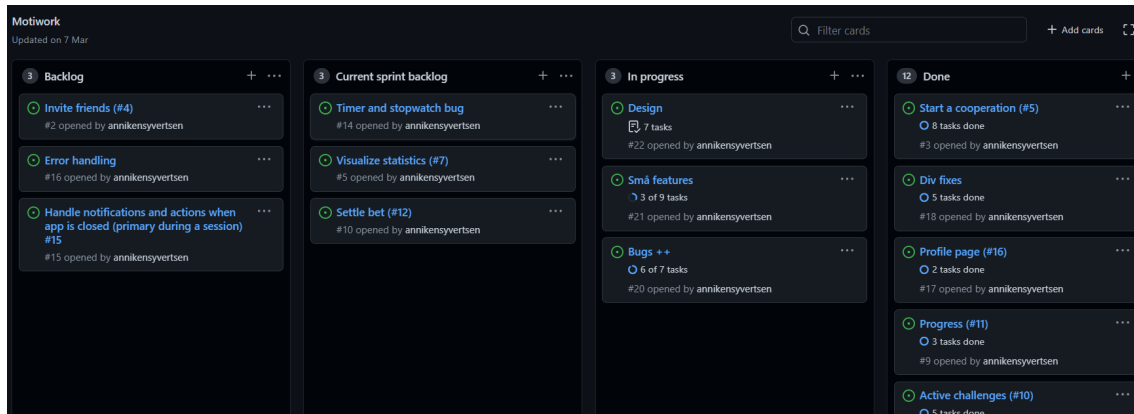 Motiwork
Updated on 7 Mar
Filter cards
+ Add cards
3 Backlog
Invite friends (#4)
#2 opened by annikensyvertsen
Error handling
#16 opened by annikensyvertsen
Handle notifications and actions when
app is closed (primary during a session)
#15
#15 opened by annikensyvertsen
3 Current sprint backlog
Timer and stopwatch bug
#14 opened by annikensyvertsen
Visualize statistics (#7)
#5 opened by annikensyvertsen
Settle bet (#12)
#10 opened by annikensyvertsen
3 In progress
Design
7 tasks
#22 opened by annikensyvertsen
Små features
3 of 9 tasks
#21 opened by annikensyvertsen
Bugs ++
6 of 7 tasks
#20 opened by annikensyvertsen
12 Done
Start a cooperation (#5)
8 tasks done
#3 opened by annikensyvertsen
Div fixes
5 tasks done
#18 opened by annikensyvertsen
Profile page (#16)
2 tasks done
#17 opened by annikensyvertsen
Progress (#11)
3 tasks done
#9 opened by annikensyvertsen
Active challenges (#10)
5 tasks done